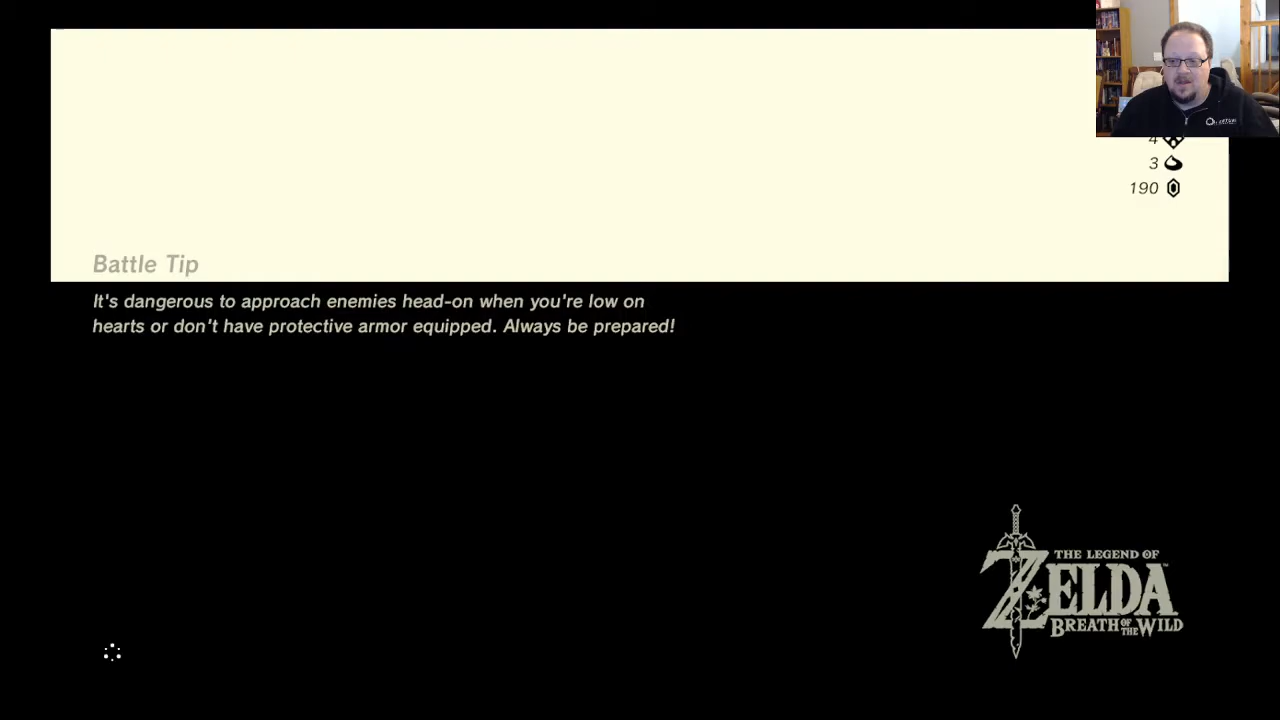 4
3
190
Battle Tip
It's dangerous to approach enemies head-on when you're low on
hearts or don't have protective armor equipped. Always be prepared!
THE LEGEND OF
ZELDA
BREATH OF THE WILD